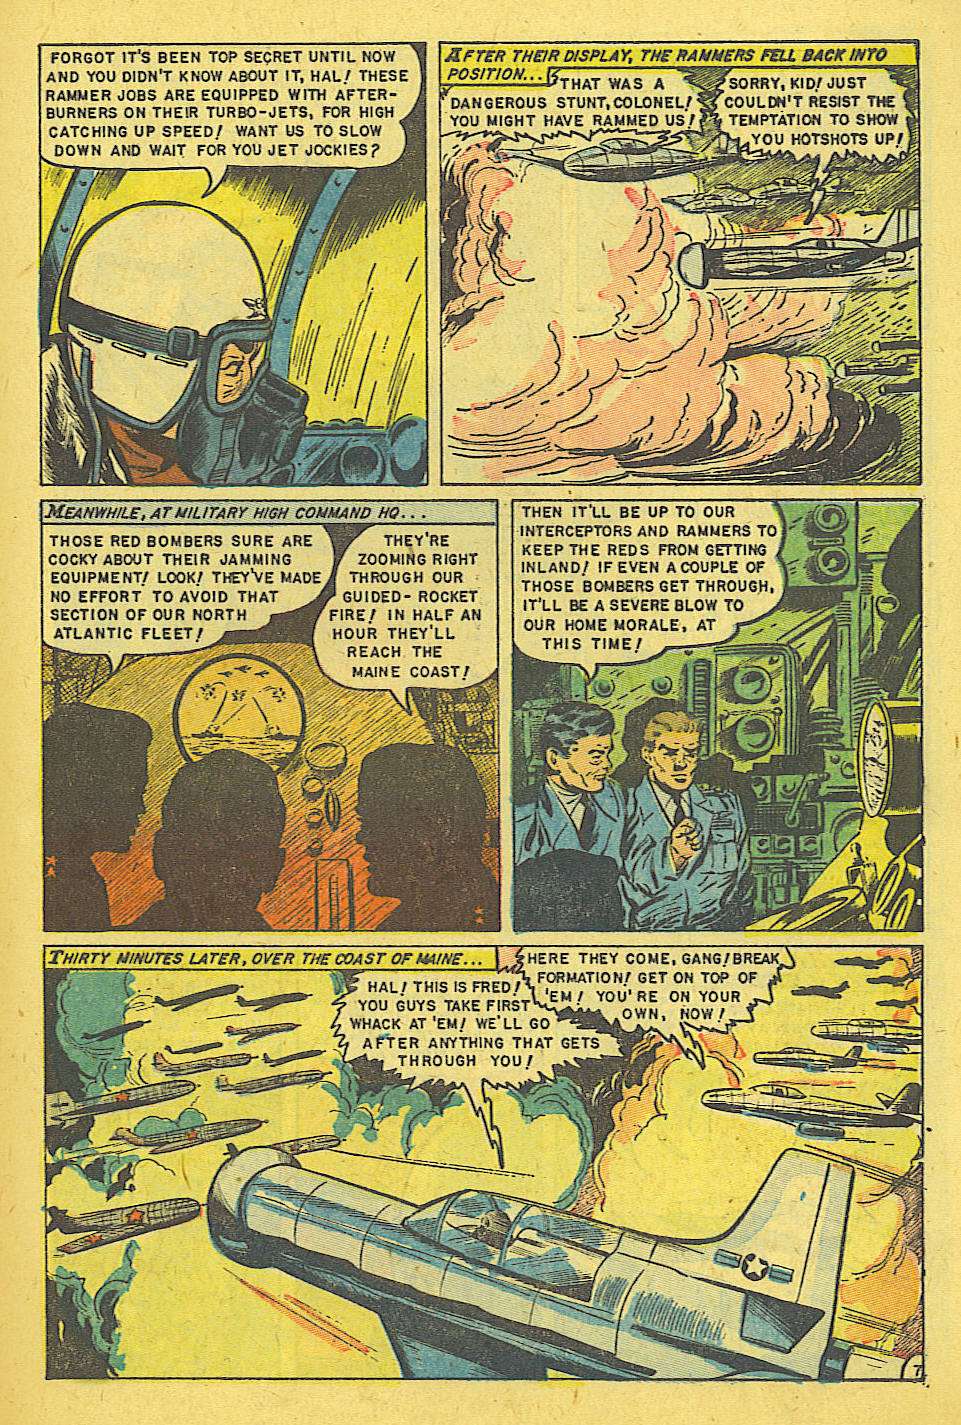 FORGOT IT'S BEEN TOP SECRET UNTIL NOW
AND YOU DIDN'T KNOW ABOUT IT, HAL! THESE
RAMMER JOBS ARE EQUIPPED WITH AFTER-
BURNERS ON THEIR TURBO-JETS, FOR HIGH
CATCHING UP SPEED! WANT US TO SLOW
DOWN AND WAIT FOR YOU JET JOCKIES?
AFTER THEIR DISPLAY, THE RAMMERS FELL BACK INTO
POSITION...
THAT WAS A
DANGEROUS STUNT, COLONEL!
YOU MIGHT HAVE RAMMED US!
SORRY, KID! JUST
COULDN'T RESIST THE
TEMPTATION TO SHOW
YOU HOTSHOTS UP!
MEANWHILE, AT MILITARY HIGH COMMAND HQ...
THOSE RED BOMBERS SURE ARE
COCKY ABOUT THEIR JAMMING
EQUIPMENT! LOOK! THEY'VE MADE
NO EFFORT TO AVOID THAT
SECTION OF OUR NORTH
ATLANTIC FLEET!
THEY'RE
ZOOMING RIGHT
THROUGH OUR
GUIDED-ROCKET
FIRE! IN HALF AN
HOUR THEY'LL
REACH THE
MAINE COAST!
THEN IT'LL BE UP TO OUR
INTERCEPTORS AND RAMMERS TO
KEEP THE REDS FROM GETTING
INLAND! IF EVEN A COUPLE OF
THOSE BOMBERS GET THROUGH,
IT'LL BE A SEVERE BLOW TO
OUR HOME MORALE, AT
THIS TIME!
THIRTY MINUTES LATER, OVER THE COAST OF MAINE...
HAL! THIS IS FRED!
YOU GUYS TAKE FIRST
WHACK AT 'EM! WE'LL GO
AFTER ANYTHING THAT GETS
THROUGH YOU!
HERE THEY COME, GANG! BREAK
FORMATION! GET ON TOP OF
'EM! YOU'RE ON YOUR
OWN, NOW!
7